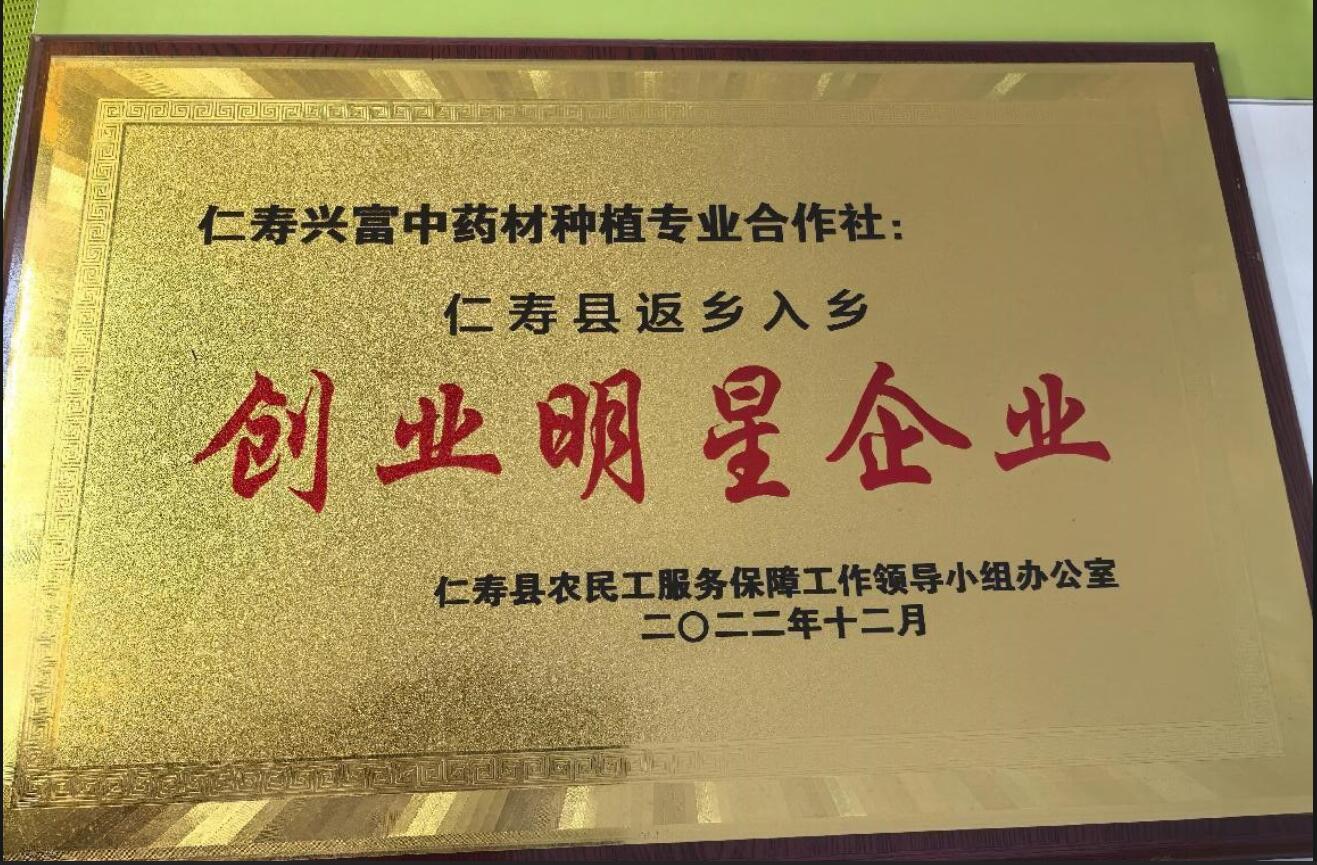 仁寿兴富中药材种植专业合作社：
仁寿县返乡入乡
创业明星企业
仁寿县农民工服务保障工作领导小组办公室
二〇二二年十二月